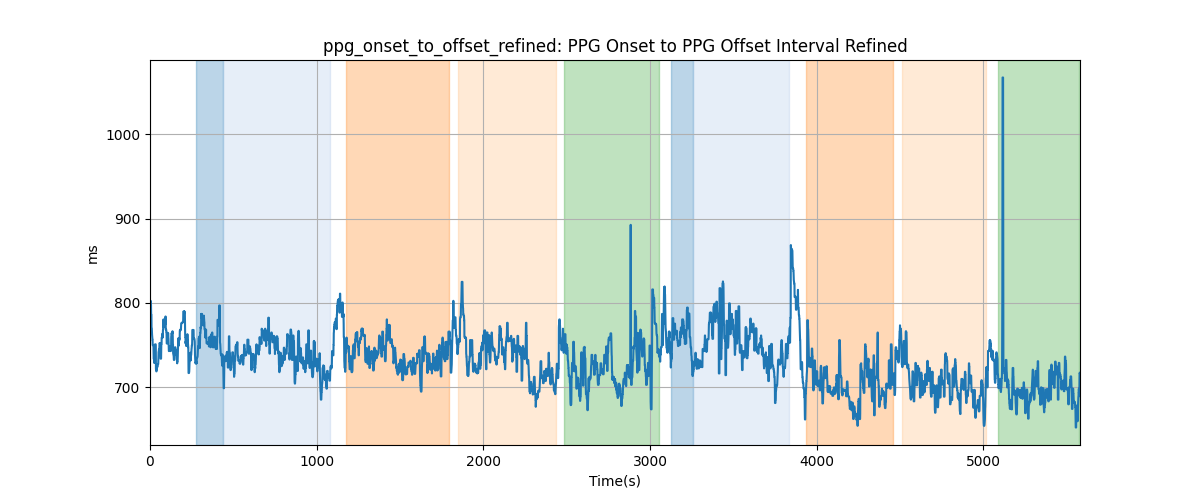 ppg_onset_to_offset_refined: PPG Onset to PPG Offset Interval Refined
1000
900
800
700
ms
0 1000 2000 3000 4000 5000
Time(s)